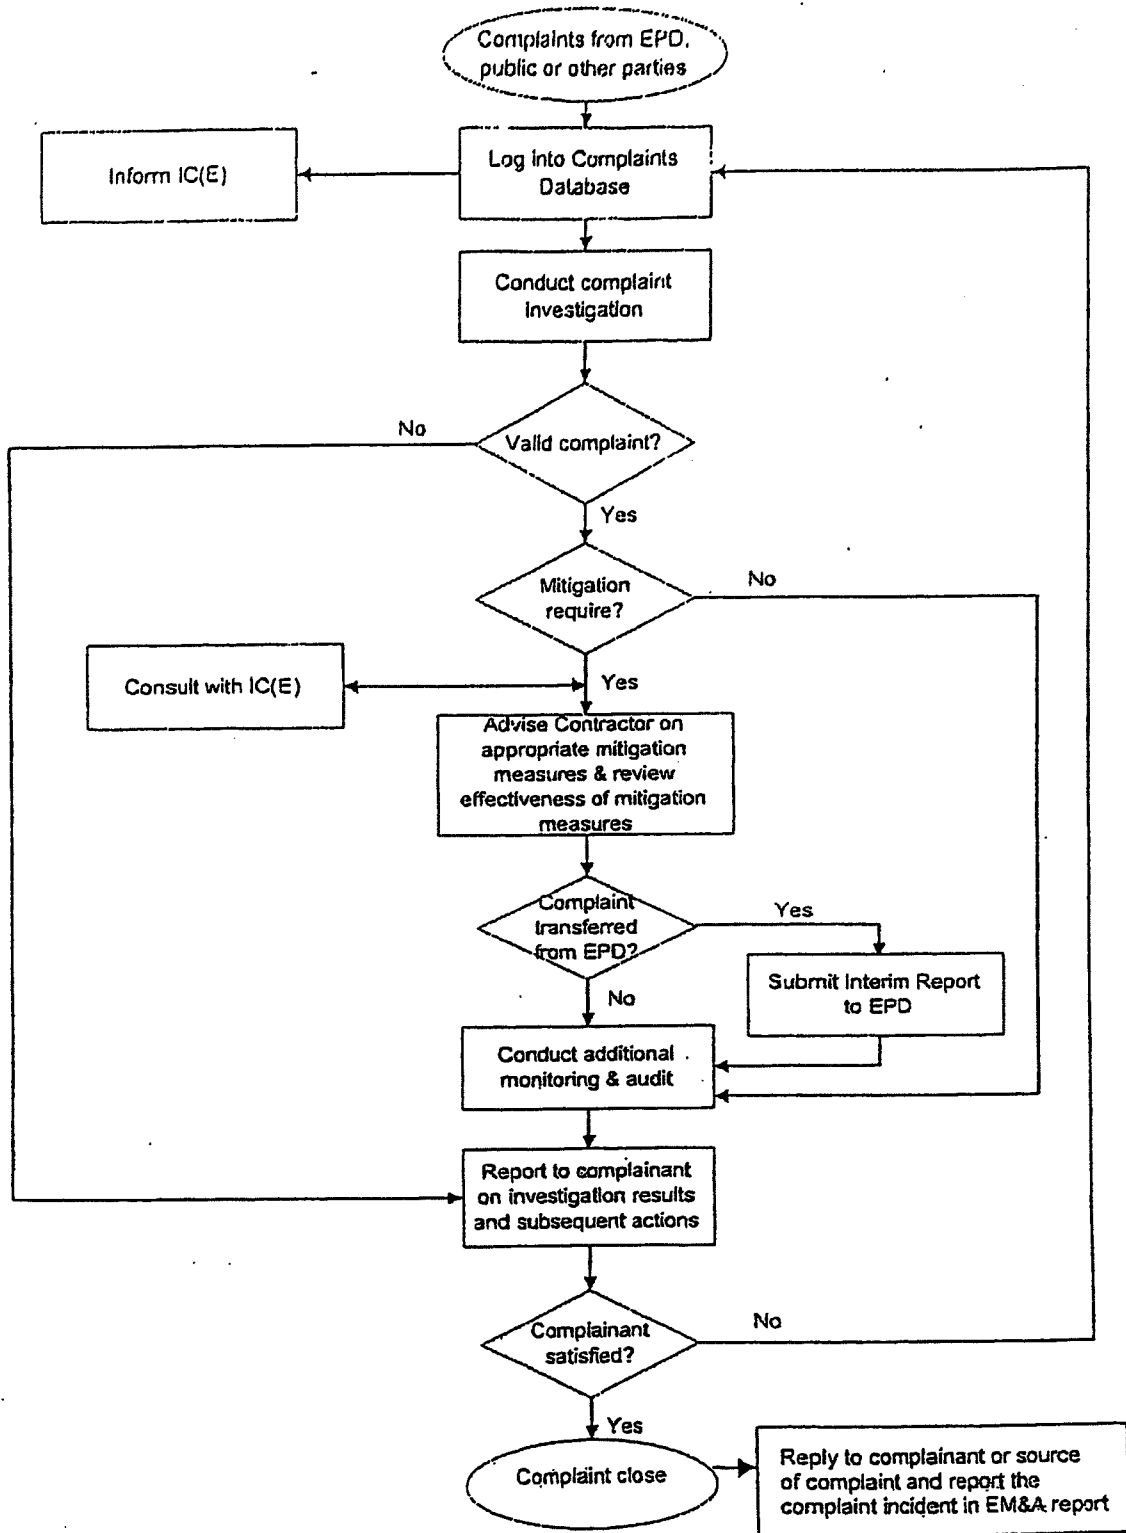 Complaints from EPD,
public or other parties
Inform IC(E)
Log into Complaints
Database
Conduct complaint
investigation
No
Valid complaint?
Yes
Mitigation
require?
No
Consult with IC(E)
Yes
Advise Contractor on
appropriate mitigation
measures & review
effectiveness of mitigation
measures
Complaint
transferred
from EPD?
Yes
Submit Interim Report
to EPD
No
Conduct additional
monitoring & audit
Report to complainant
on investigation results
and subsequent actions
Complainant
satisfied?
No
Yes
Complaint close
Reply to complainant or source
of complaint and report the
complaint incident in EM&A report